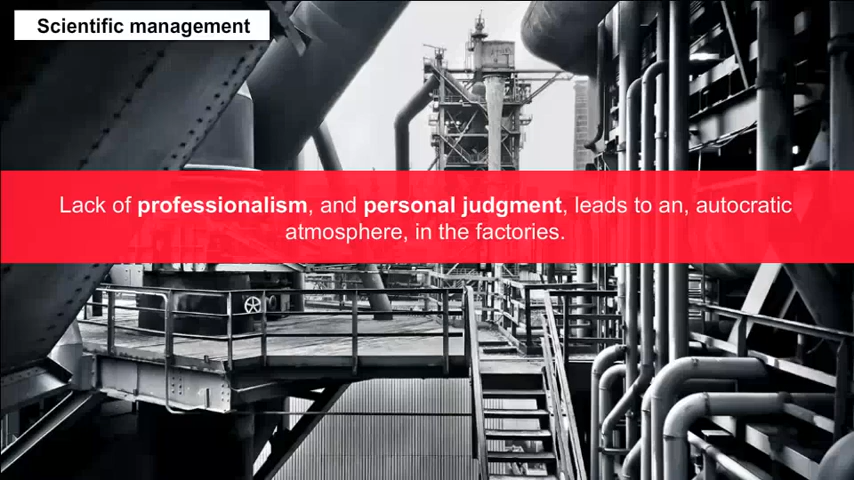 Scientific management
Lack of professionalism, and personal judgment, leads to an, autocratic
atmosphere, in the factories.